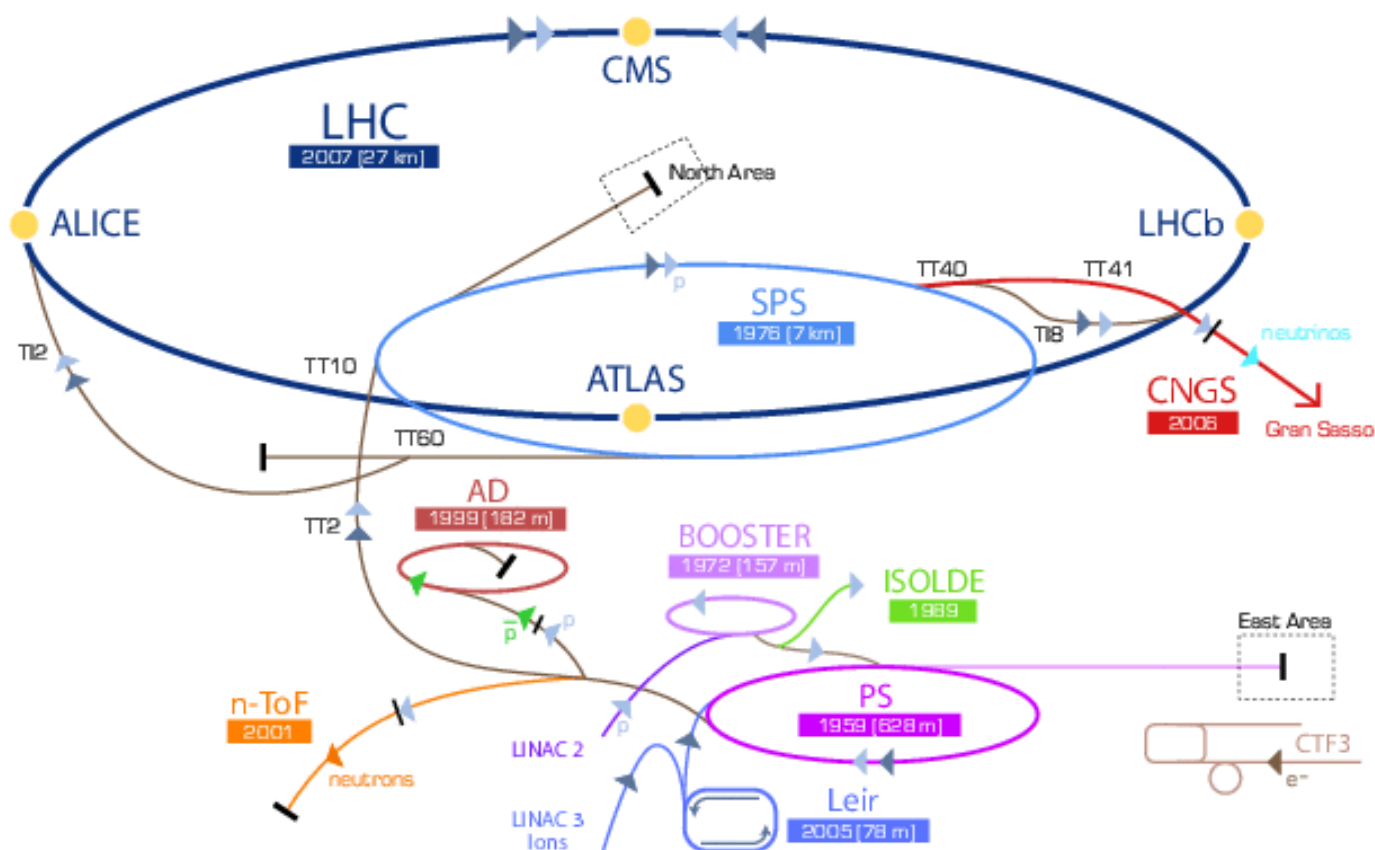 CMS
LHC
2007 [27 km]
North Area
ALICE
LHCb
TT40
TT41
p
SPS
1976 [7 km]
TI8
neutrinos
TI2
TT10
ATLAS
CNGS
2006
Gran Sasso
TT60
AD
1999 [182 m]
TT2
BOOSTER
1972 [157 m]
ISOLDE
1989
p
p
East Area
n-ToF
2001
PS
1959 [628 m]
p
LINAC 2
neutrons
CTF3
e-
Leir
2005 [78 m]
LINAC 3
Ions